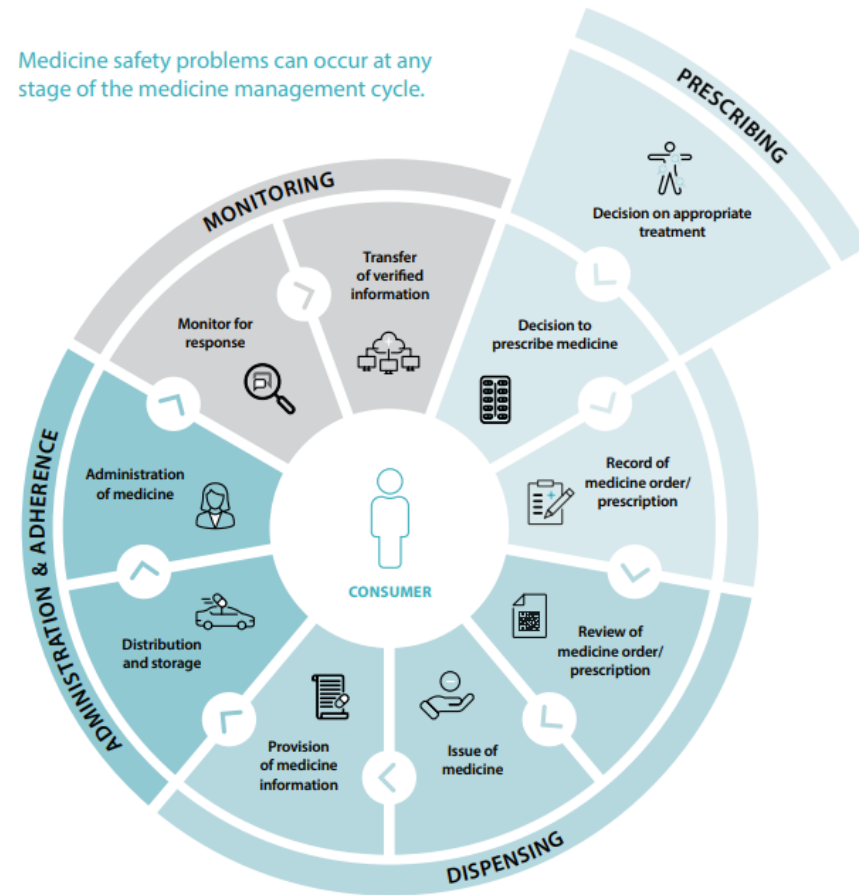 Medicine safety problems can occur at any
stage of the medicine management cycle.
PRESCRIBING
Decision on appropriate
treatment
Decision to
prescribe medicine
Record of
medicine order/
prescription
DISPENSING
Review of
medicine order/
prescription
Issue of
medicine
Provision
of medicine
information
ADMINISTRATION & ADHERENCE
Distribution
and storage
Administration
of medicine
MONITORING
Monitor for
response
Transfer
of verified
information
CONSUMER